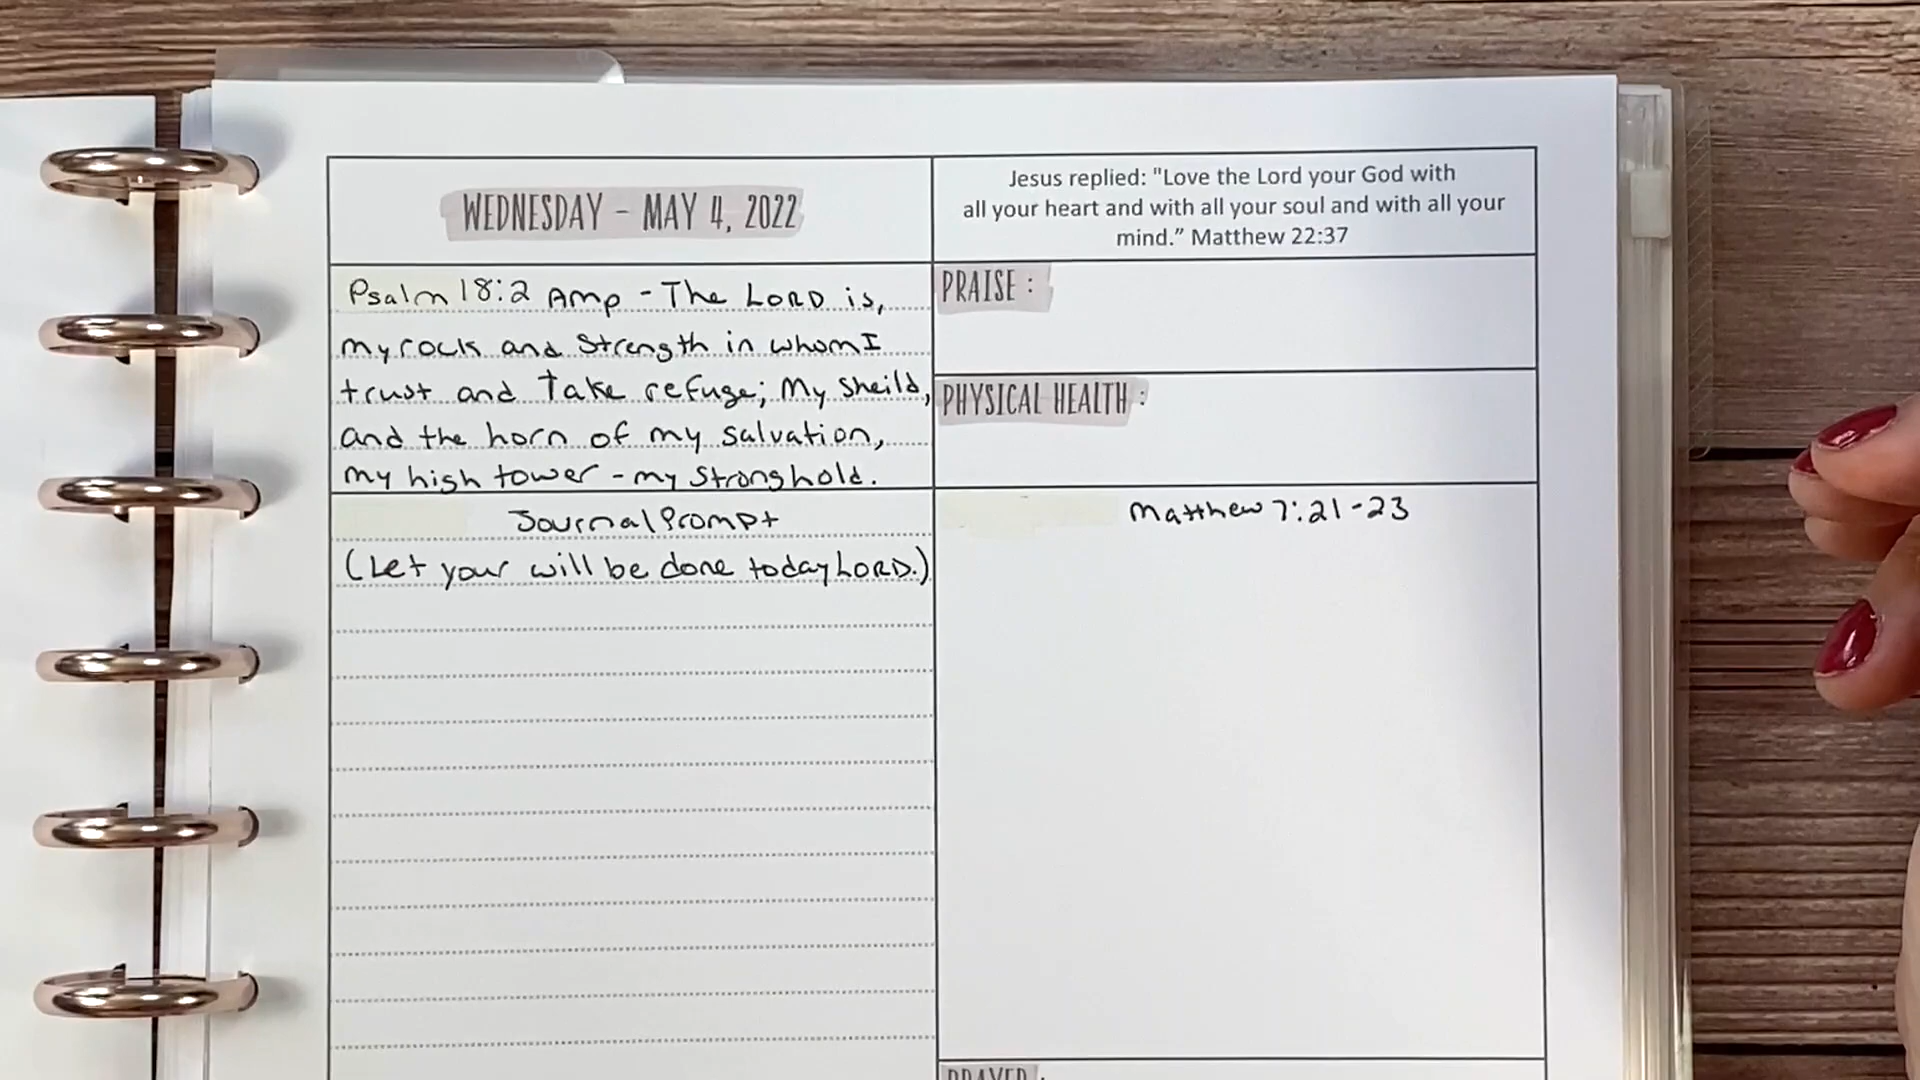 WEDNESDAY - MAY 4, 2022
Psalm 18:2 Amp - The LORD is,
my rock and Strength in whom I
trust and Take refuge; My Sheild,
and the horn of my salvation,
my high tower - my Stronghold.
Journal Prompt
(Let your will be done today LORD.)
Jesus replied: "Love the Lord your God with
all your heart and with all your soul and with all your
mind.” Matthew 22:37
PRAISE :
PHYSICAL HEALTH :
Matthew 7:21-23
PRAYER :